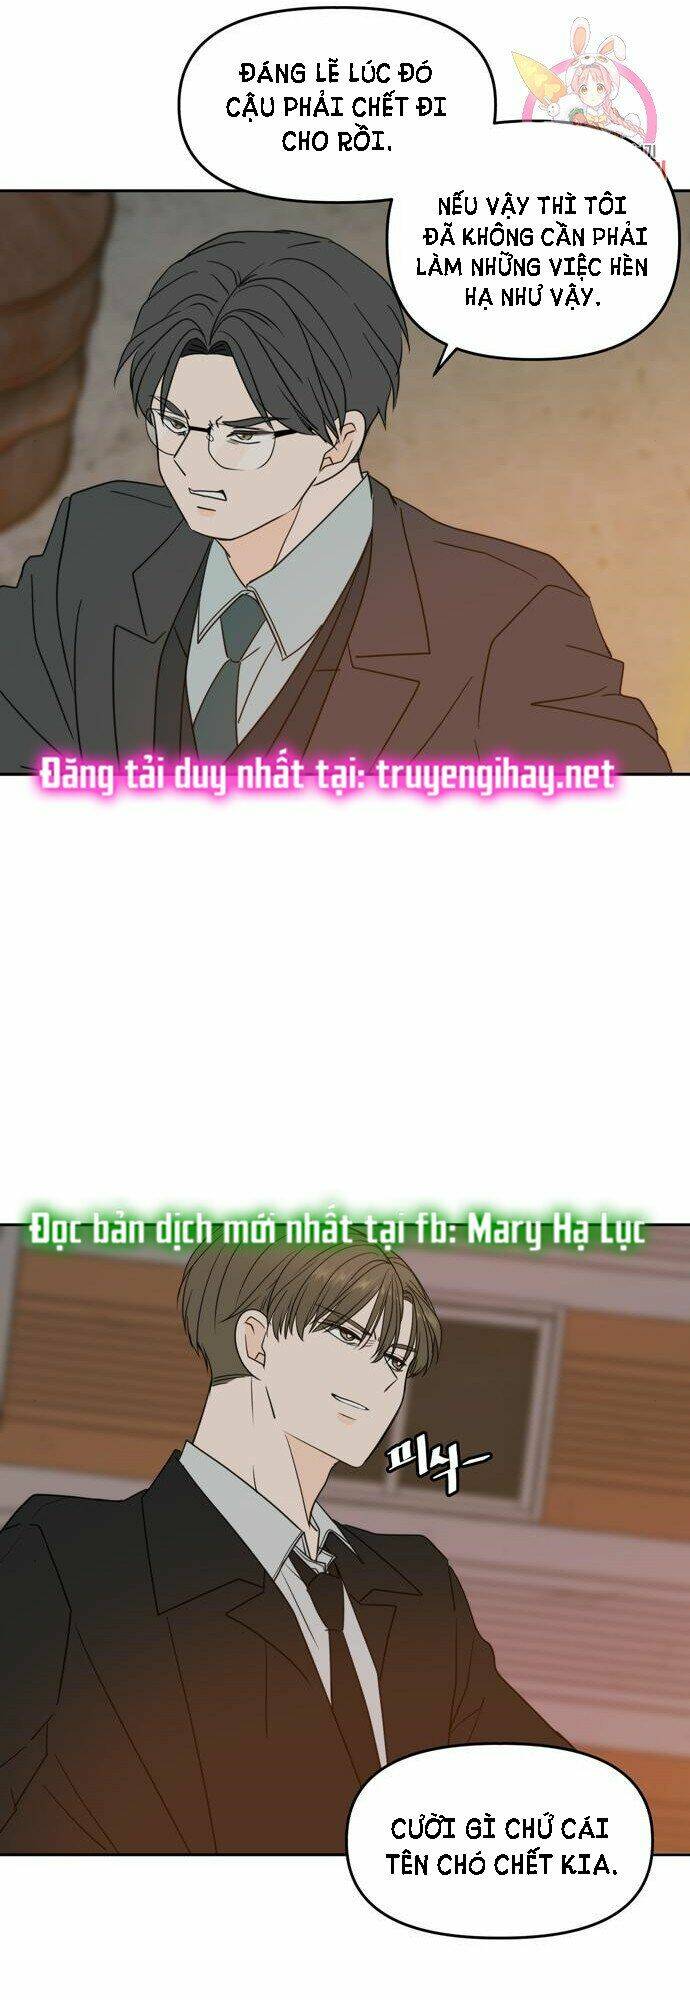 ĐÁNG LẼ LÚC ĐÓ
CẬU PHẢI CHẾT ĐI
CHO RỒI.
NẾU VẬY THÌ TÔI
ĐÃ KHÔNG CẦN PHẢI
LÀM NHỮNG VIỆC HÈN
HẠ NHƯ VẬY.
Đăng tải duy nhất tại: truyengihay.net
Đọc bản dịch mới nhất tại fb: Mary Hạ Lục
피식-
CƯỜI GÌ CHỨ CÁI
TÊN CHÓ CHẾT KIA.